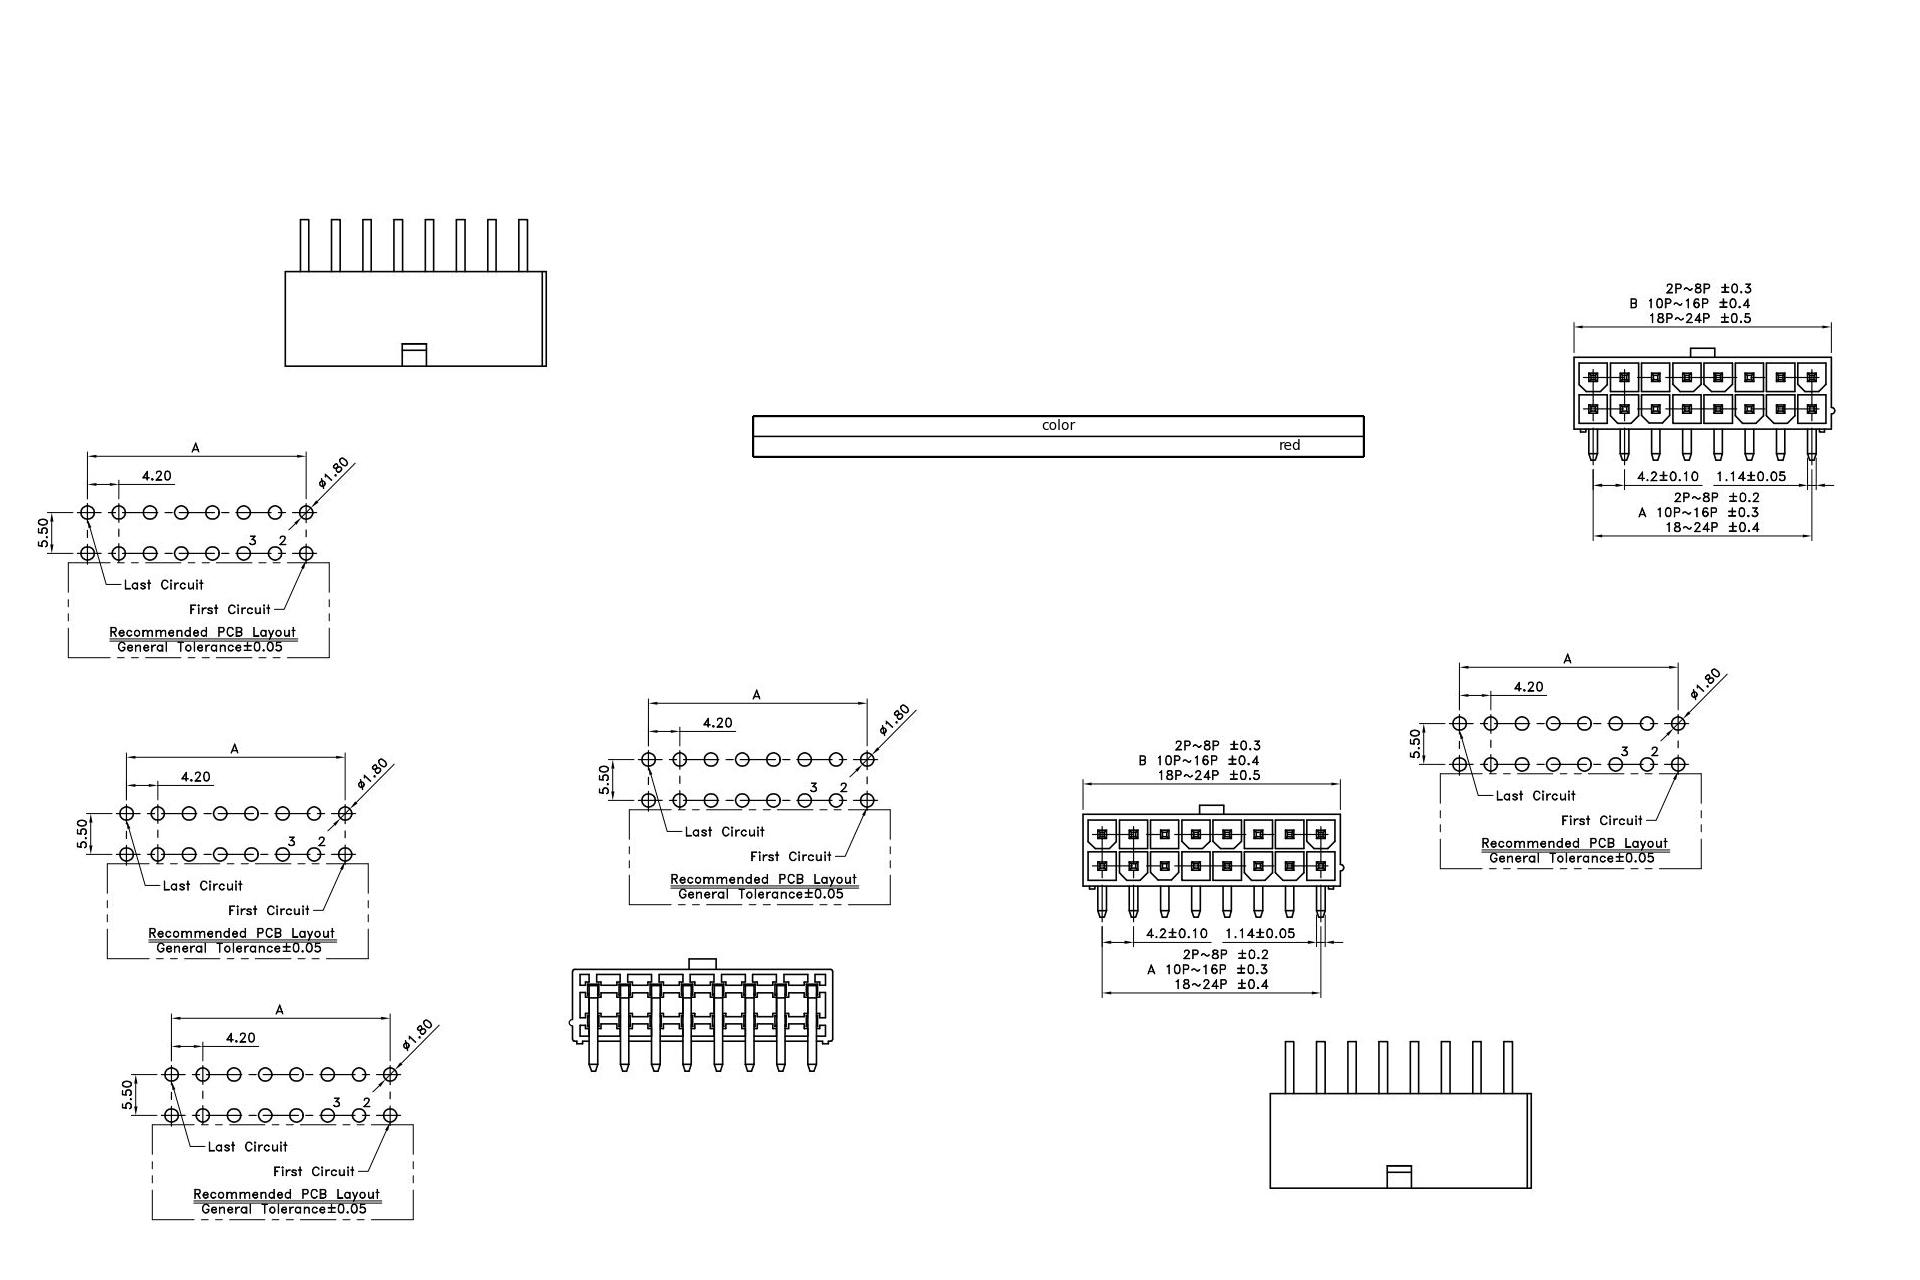 2P~8P ±0.3
B 10P~16P ±0.4
18P~24P ±0.5
color
red
4.2±0.10 1.14±0.05
2P~8P ±0.2
A 10P~16P ±0.3
18~24P ±0.4
A
4.20
ø1.80
5.50
3 2
Last Circuit
First Circuit
Recommended PCB Layout
General Tolerance±0.05
A
4.20
ø1.80
5.50
3 2
Last Circuit
First Circuit
Recommended PCB Layout
General Tolerance±0.05
A
4.20
ø1.80
5.50
3 2
Last Circuit
First Circuit
Recommended PCB Layout
General Tolerance±0.05
2P~8P ±0.3
B 10P~16P ±0.4
18P~24P ±0.5
4.2±0.10 1.14±0.05
2P~8P ±0.2
A 10P~16P ±0.3
18~24P ±0.4
A
4.20
ø1.80
5.50
3 2
Last Circuit
First Circuit
Recommended PCB Layout
General Tolerance±0.05
A
4.20
ø1.80
5.50
3 2
Last Circuit
First Circuit
Recommended PCB Layout
General Tolerance±0.05